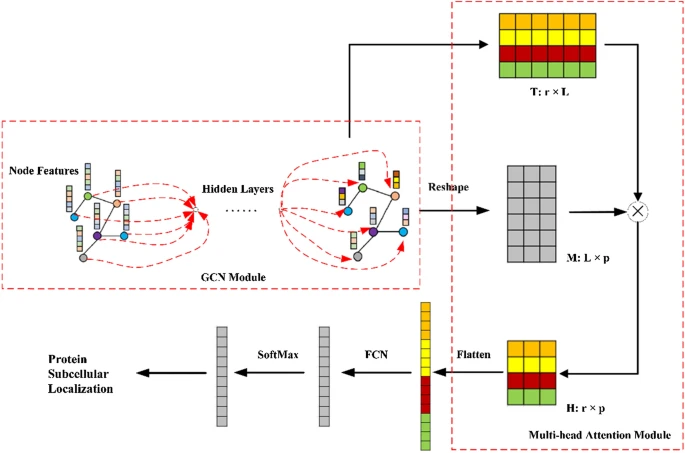 T: r × L
Node Features
Hidden Layers
......
Reshape
GCN Module
M: L × p
Protein
Subcellular
Localization
SoftMax
FCN
Flatten
H: r × p
Multi-head Attention Module